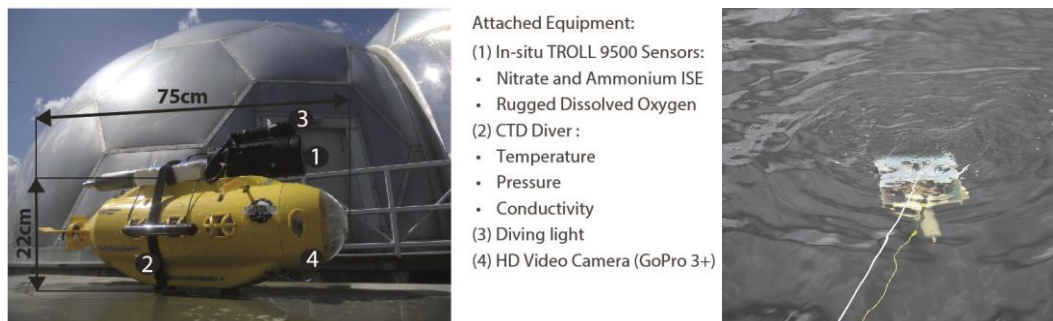 75cm
3
1
22cm
2
4
Attached Equipment:
(1) In-situ TROLL 9500 Sensors:
• Nitrate and Ammonium ISE
• Rugged Dissolved Oxygen
(2) CTD Diver :
• Temperature
• Pressure
• Conductivity
(3) Diving light
(4) HD Video Camera (GoPro 3+)